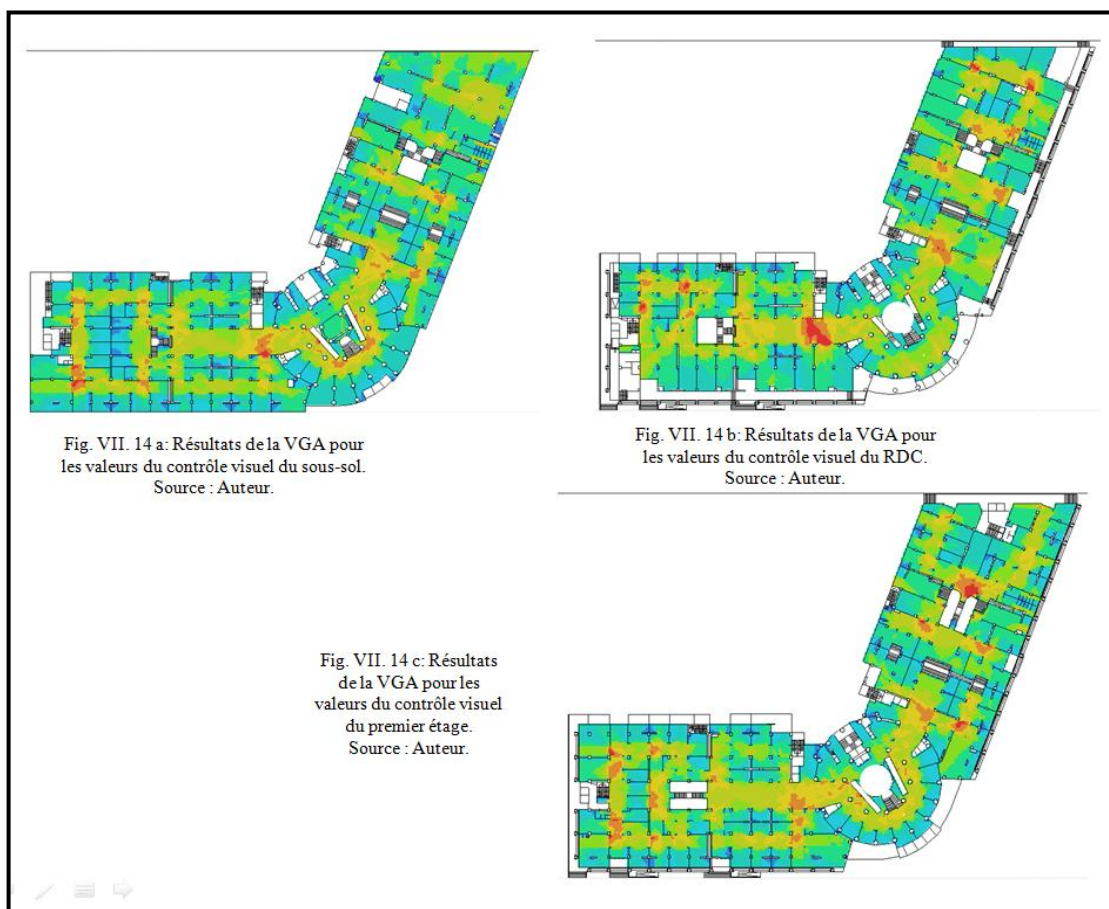 Fig. VII. 14 a: Résultats de la VGA pour
les valeurs du contrôle visuel du sous-sol.
Source : Auteur.
Fig. VII. 14 b: Résultats de la VGA pour
les valeurs du contrôle visuel du RDC.
Source : Auteur.
Fig. VII. 14 c: Résultats
de la VGA pour les
valeurs du contrôle visuel
du premier étage.
Source : Auteur.